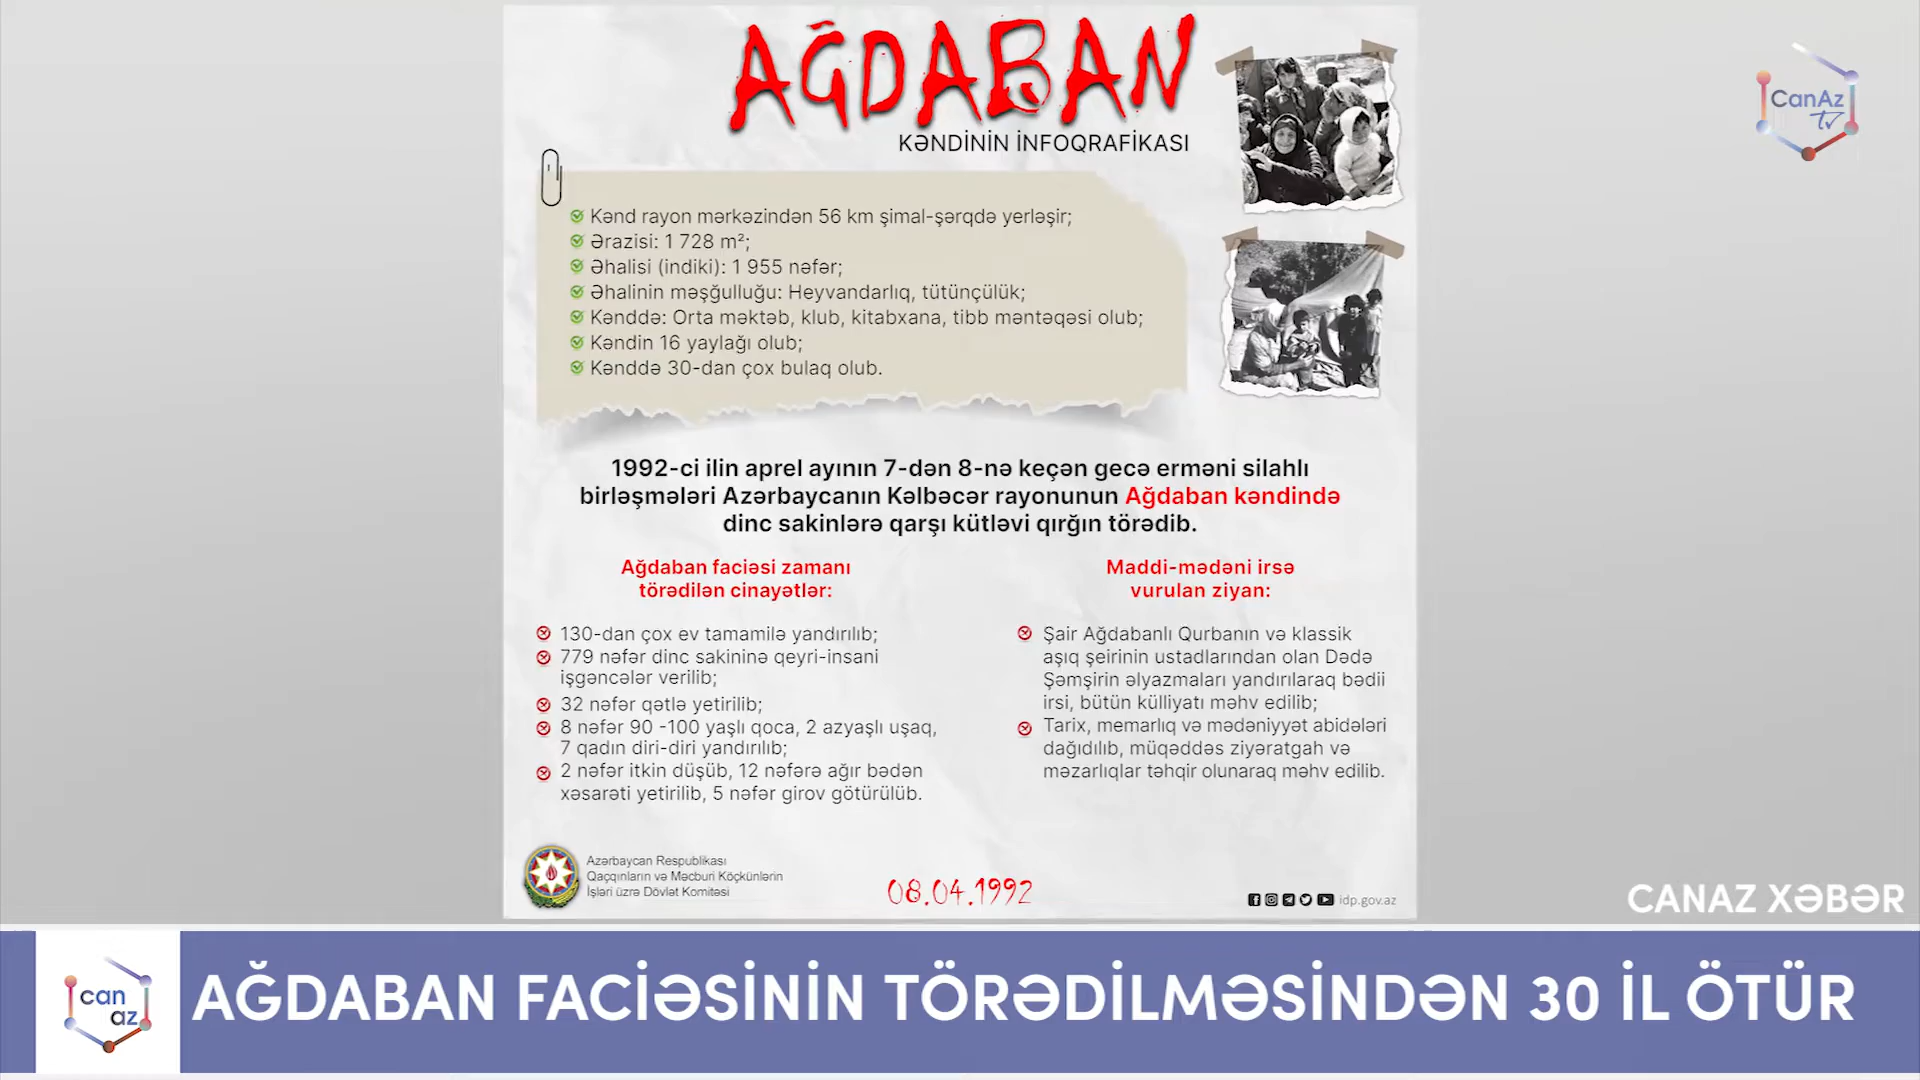 AĞDABAN
KƏNDİNİN İNFOQRAFİKASI
CanAz
tv
Kənd rayon mərkəzindən 56 km şimal-şərqdə yerləşir;
Ərazisi: 1 728 m²;
Əhalisi (indiki): 1 955 nəfər;
Əhalinin məşğulluğu: Heyvandarlıq, tütünçülük;
Kənddə: Orta məktəb, klub, kitabxana, tibb məntəqəsi olub;
Kəndin 16 yaylağı olub;
Kənddə 30-dan çox bulaq olub.
1992-ci ilin aprel ayının 7-dən 8-nə keçən gecə erməni silahlı
birləşmələri Azərbaycanın Kəlbəcər rayonunun Ağdaban kəndində
dinc sakinlərə qarşı kütləvi qırğın törədib.
Ağdaban faciəsi zamanı
törədilən cinayətlər:
130-dan çox ev tamamilə yandırılıb;
779 nəfər dinc sakininə qeyri-insani
işgəncələr verilib;
32 nəfər qətlə yetirilib;
8 nəfər 90 -100 yaşlı qoca, 2 azyaşlı uşaq,
7 qadın diri-diri yandırılıb;
2 nəfər itkin düşüb, 12 nəfərə ağır bədən
xəsarəti yetirilib, 5 nəfər girov götürülüb.
Maddi-mədəni irsə
vurulan ziyan:
Şair Ağdabanlı Qurbanın və klassik
aşıq şeirinin ustadlarından olan Dədə
Şəmşirin əlyazmaları yandırılaraq bədii
irsi, bütün külliyatı məhv edilib;
Tarix, memarlıq və mədəniyyət abidələri
dağıdılıb, müqəddəs ziyarətgah və
məzarlıqlar təhqir olunaraq məhv edilib.
Azərbaycan Respublikası
Qaçqınların və Məcburi Köçkünlərin
İşləri üzrə Dövlət Komitəsi
08.04.1992
idp.gov.az
CANAZ XƏBƏR
can
az
AĞDABAN FACİƏSİNİN TÖRƏDİLMƏSİNDƏN 30 İL ÖTÜR